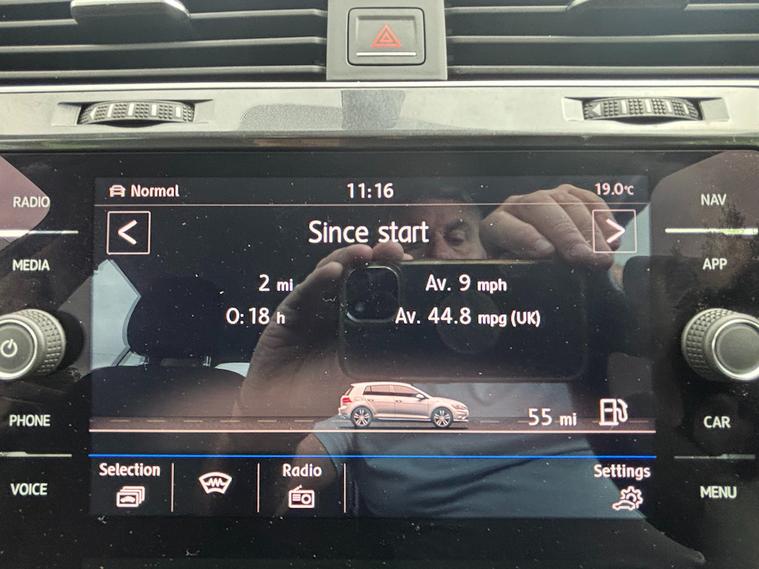 Normal 11:16 19.0°C
RADIO
NAV
Since start
MEDIA
APP
2 mi Av. 9 mph
0:18 h Av. 44.8 mpg (UK)
55 mi
PHONE
CAR
Selection Radio Settings
VOICE
MENU